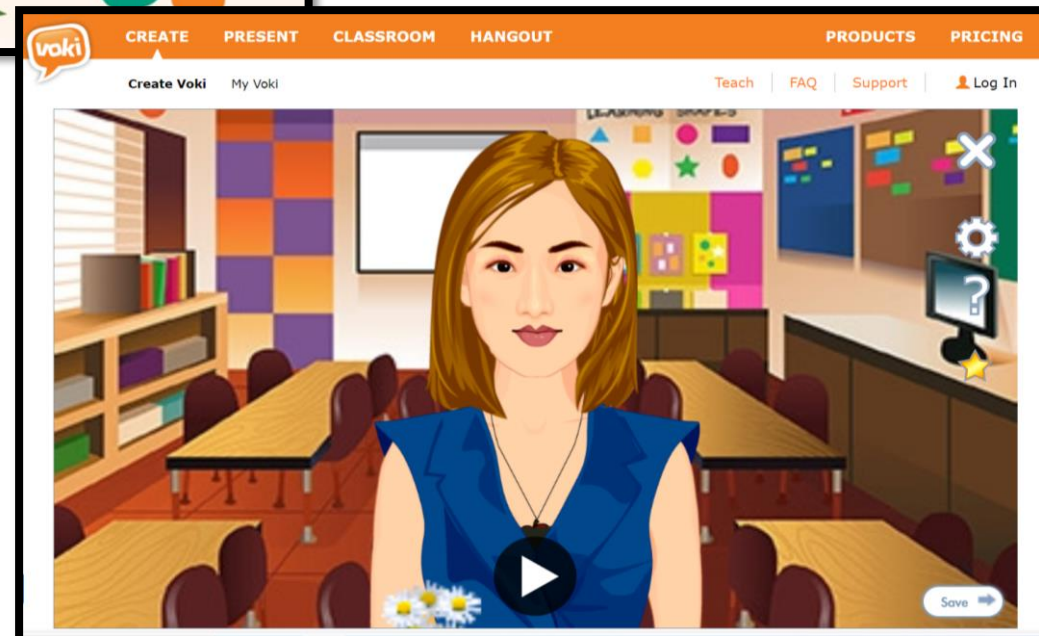 voki
CREATE PRESENT CLASSROOM HANGOUT PRODUCTS PRICING
Create Voki My Voki Teach FAQ Support Log In
LEARNING SHAPES
?
Save